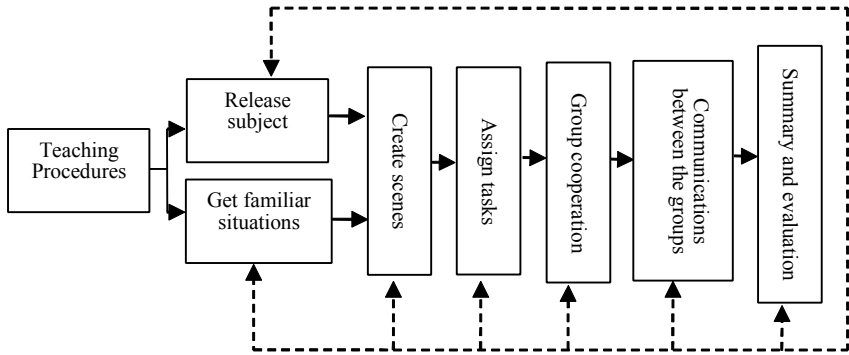 Teaching
Procedures
Release
subject
Get familiar
situations
Create scenes
Assign tasks
Group cooperation
Communications
between the groups
Summary and evaluation